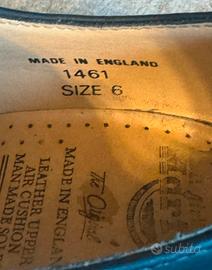 MADE IN ENGLAND
1461
SIZE 6
The Original
MADE IN ENGLAND
LEATHER UPPER
AIR CUSHION
MAN MADE SOLE
subito